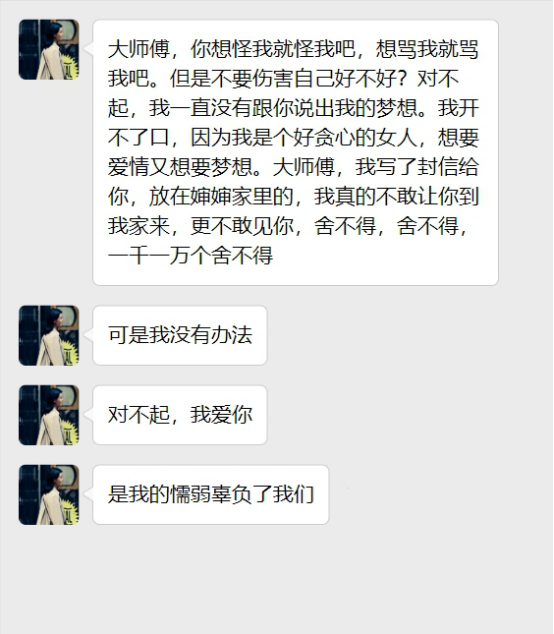 大师傅，你想怪我就怪我吧，想骂我就骂
我吧。但是不要伤害自己好不好？对不
起，我一直没有跟你说出我的梦想。我开
不了口，因为我是个好贪心的女人，想要
爱情又想要梦想。大师傅，我写了封信给
你，放在婶婶家里的，我真的不敢让你到
我家来，更不敢见你，舍不得，舍不得，
一千一万个舍不得
可是我没有办法
对不起，我爱你
是我的懦弱辜负了我们